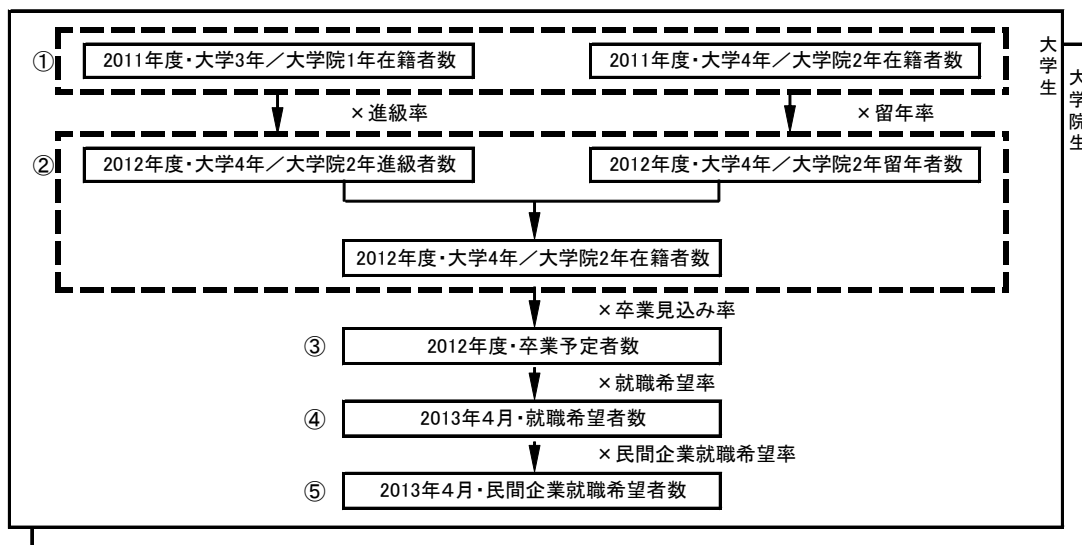 ① 2011年度・大学3年／大学院1年在籍者数 2011年度・大学4年／大学院2年在籍者数
大学生
大学院生
×進級率 ×留年率
② 2012年度・大学4年／大学院2年進級者数 2012年度・大学4年／大学院2年留年者数
2012年度・大学4年／大学院2年在籍者数
×卒業見込み率
③ 2012年度・卒業予定者数
×就職希望率
④ 2013年４月・就職希望者数
×民間企業就職希望率
⑤ 2013年４月・民間企業就職希望者数